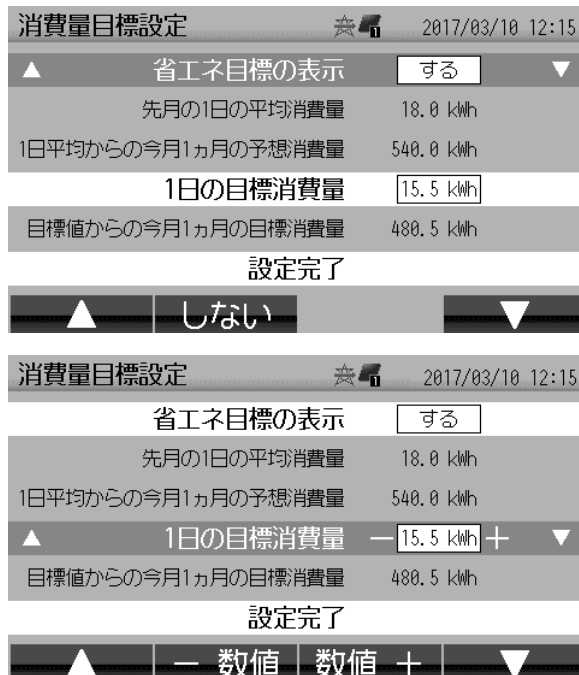 消費量目標設定 1 2017/03/10 12:15
▲ 省エネ目標の表示 する ▼
先月の1日の平均消費量 18.0 kWh
1日平均からの今月1ヵ月の予想消費量 540.0 kWh
1日の目標消費量 15.5 kWh
目標値からの今月1ヵ月の目標消費量 480.5 kWh
設定完了
▲ しない ▼
消費量目標設定 1 2017/03/10 12:15
省エネ目標の表示 する
先月の1日の平均消費量 18.0 kWh
1日平均からの今月1ヵ月の予想消費量 540.0 kWh
▲ 1日の目標消費量 －15.5 kWh＋ ▼
目標値からの今月1ヵ月の目標消費量 480.5 kWh
設定完了
▲ － 数値 数値 ＋ ▼